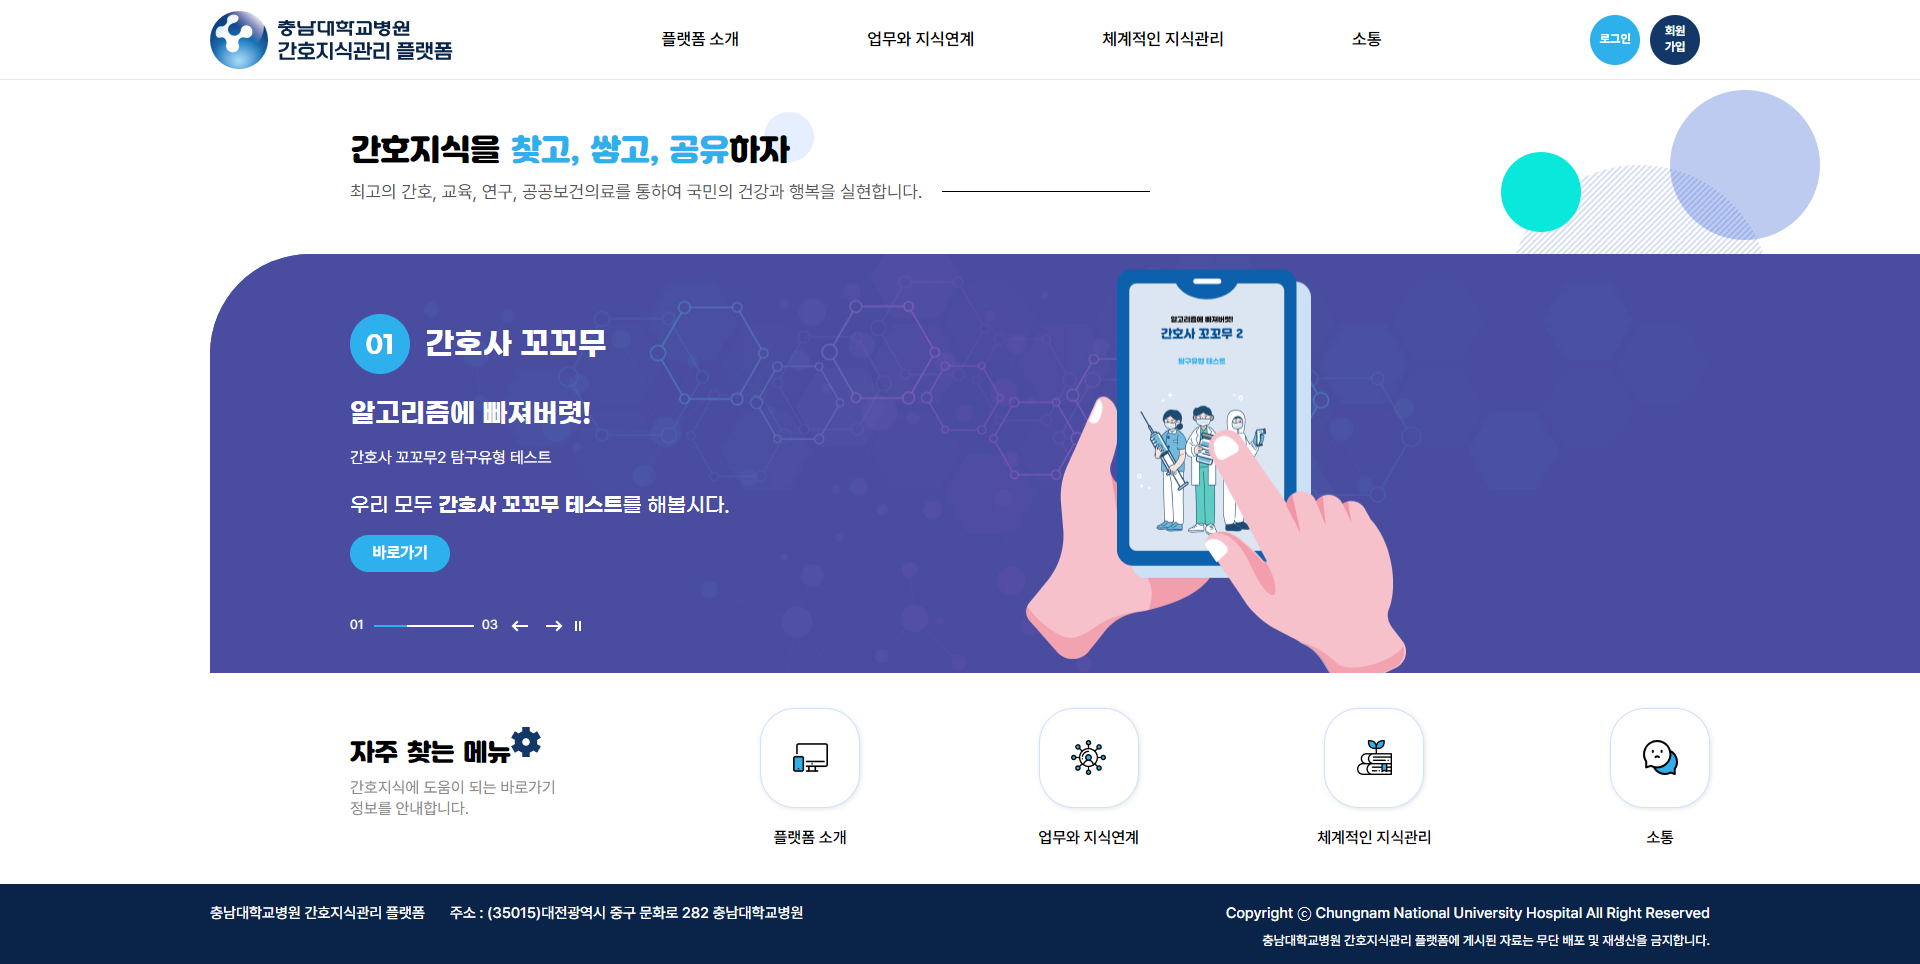 충남대학교병원
간호지식관리 플랫폼
플랫폼 소개
업무와 지식연계
체계적인 지식관리
소통
로그인
회원
가입
간호지식을 찾고, 쌓고, 공유하자
최고의 간호, 교육, 연구, 공공보건의료를 통하여 국민의 건강과 행복을 실현합니다.
01 간호사 꼬꼬무
알고리즘에 빠져버렷!
간호사 꼬꼬무2 탐구유형 테스트
우리 모두 간호사 꼬꼬무 테스트를 해봅시다.
바로가기
01
03
알고리즘에 빠져버렷!
간호사 꼬꼬무 2
탐구유형 테스트
자주 찾는 메뉴
간호지식에 도움이 되는 바로가기
정보를 안내합니다.
플랫폼 소개
업무와 지식연계
체계적인 지식관리
소통
충남대학교병원 간호지식관리 플랫폼
주소 : (35015)대전광역시 중구 문화로 282 충남대학교병원
Copyright ⓒ Chungnam National University Hospital All Right Reserved
충남대학교병원 간호지식관리 플랫폼에 게시된 자료는 무단 배포 및 재생산을 금지합니다.